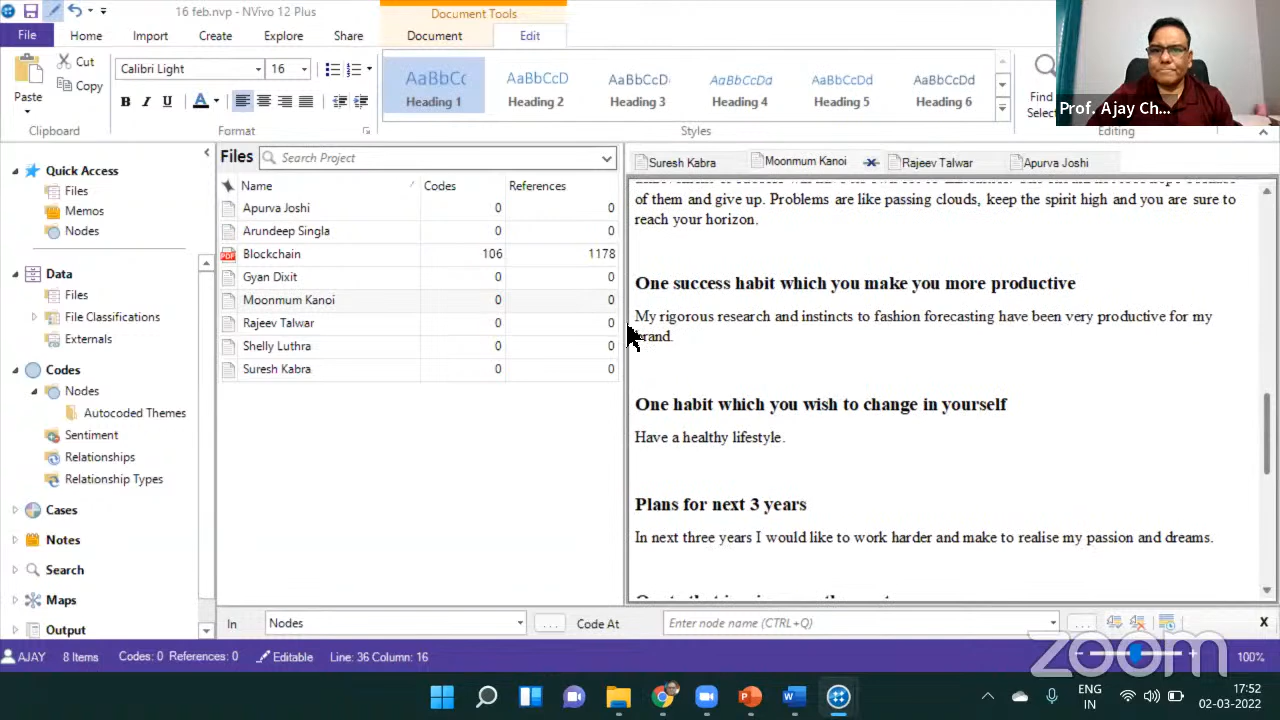 16 feb.nvp - NVivo 12 Plus
Document Tools
File
Home
Import
Create
Explore
Share
Document
Edit
Paste
Cut
Copy
Calibri Light
16
B I U
A
AaBbCc
Heading 1
AaBbCcD
Heading 2
AaBbCcD
Heading 3
AaBbCcDa
Heading 4
AaBbCcDd
Heading 5
AaBbCcDd
Heading 6
Find
Selec
Prof. Ajay Ch...
Clipboard
Format
Styles
Editing
Quick Access
Files
Memos
Nodes
Data
Files
File Classifications
Externals
Codes
Nodes
Autocoded Themes
Sentiment
Relationships
Relationship Types
Cases
Notes
Search
Maps
Output
Files
Search Project
Name Codes References
Apurva Joshi 0 0
Arundeep Singla 0 0
PDF Blockchain 106 1178
Gyan Dixit 0 0
Moonmum Kanoi 0 0
Rajeev Talwar 0 0
Shelly Luthra 0 0
Suresh Kabra 0 0
Suresh Kabra
Moonmum Kanoi
Rajeev Talwar
Apurva Joshi
of them and give up. Problems are like passing clouds, keep the spirit high and you are sure to
reach your horizon.
One success habit which you make you more productive
My rigorous research and instincts to fashion forecasting have been very productive for my
brand.
One habit which you wish to change in yourself
Have a healthy lifestyle.
Plans for next 3 years
In next three years I would like to work harder and make to realise my passion and dreams.
In
Nodes
...
Code At
Enter node name (CTRL+Q)
...
X
AJAY
8 Items
Codes: 0 References: 0
Editable
Line: 36 Column: 16
100%
zoom
ENG
IN
17:52
02-03-2022